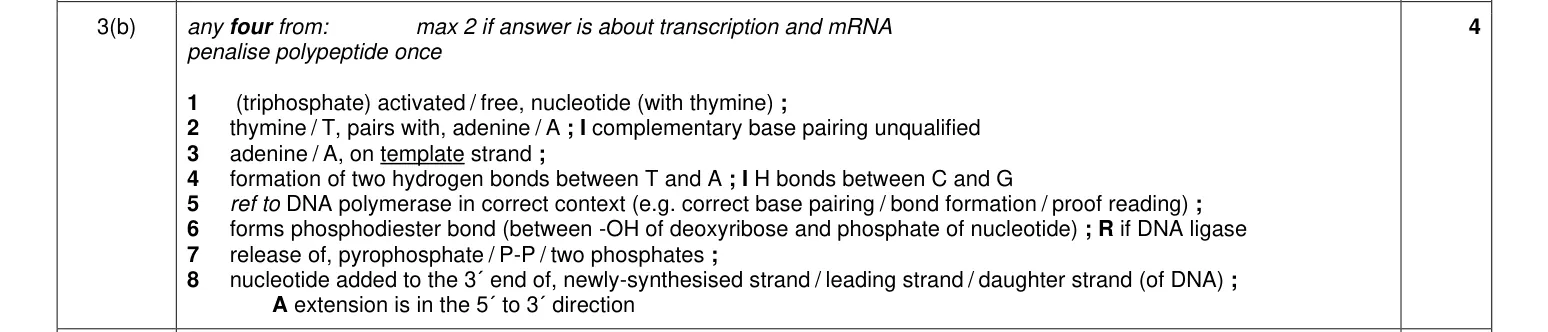 3(b) any four from: max 2 if answer is about transcription and mRNA 4
penalise polypeptide once
1 (triphosphate) activated / free, nucleotide (with thymine) ;
2 thymine / T, pairs with, adenine / A ; I complementary base pairing unqualified
3 adenine / A, on template strand ;
4 formation of two hydrogen bonds between T and A ; I H bonds between C and G
5 ref to DNA polymerase in correct context (e.g. correct base pairing / bond formation / proof reading) ;
6 forms phosphodiester bond (between -OH of deoxyribose and phosphate of nucleotide) ; R if DNA ligase
7 release of, pyrophosphate / P-P / two phosphates ;
8 nucleotide added to the 3´ end of, newly-synthesised strand / leading strand / daughter strand (of DNA) ;
A extension is in the 5´ to 3´ direction